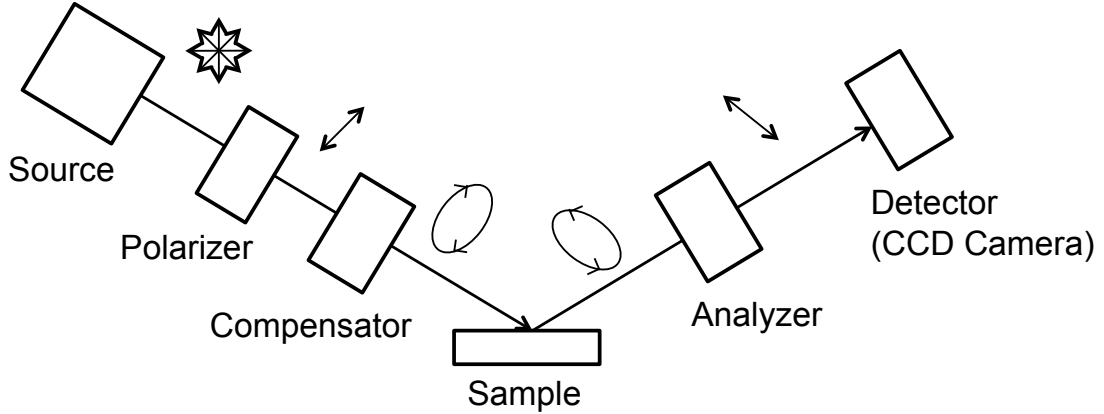 Source
Polarizer
Compensator
Sample
Analyzer
Detector
(CCD Camera)